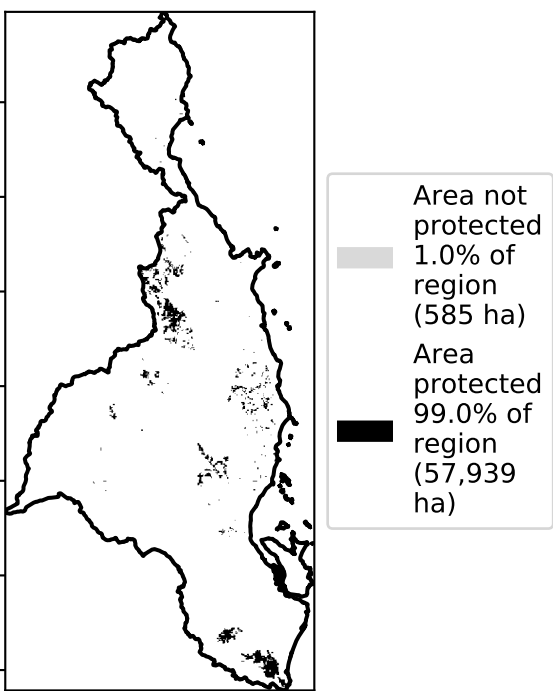 Area not
protected
1.0% of
region
(585 ha)
Area
protected
99.0% of
region
(57,939
ha)